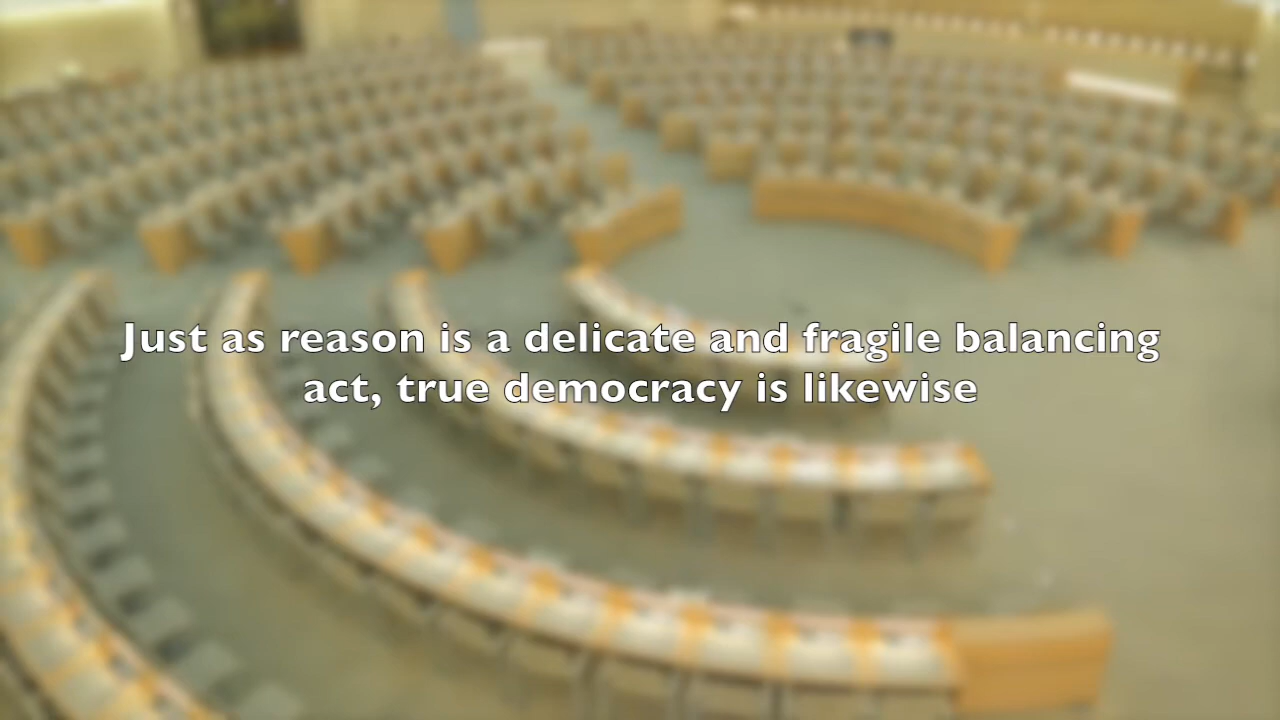 Just as reason is a delicate and fragile balancing
act, true democracy is likewise